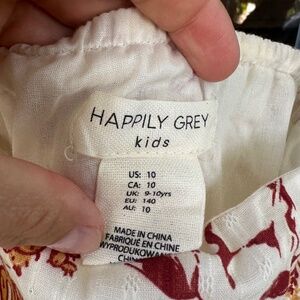 HAPPILY GREY
kids
US: 10
CA: 10
UK: 9-10yrs
EU: 140
AU: 10
MADE IN CHINA
FABRIQUÉ EN CHINE
WYPRODUKOWANO